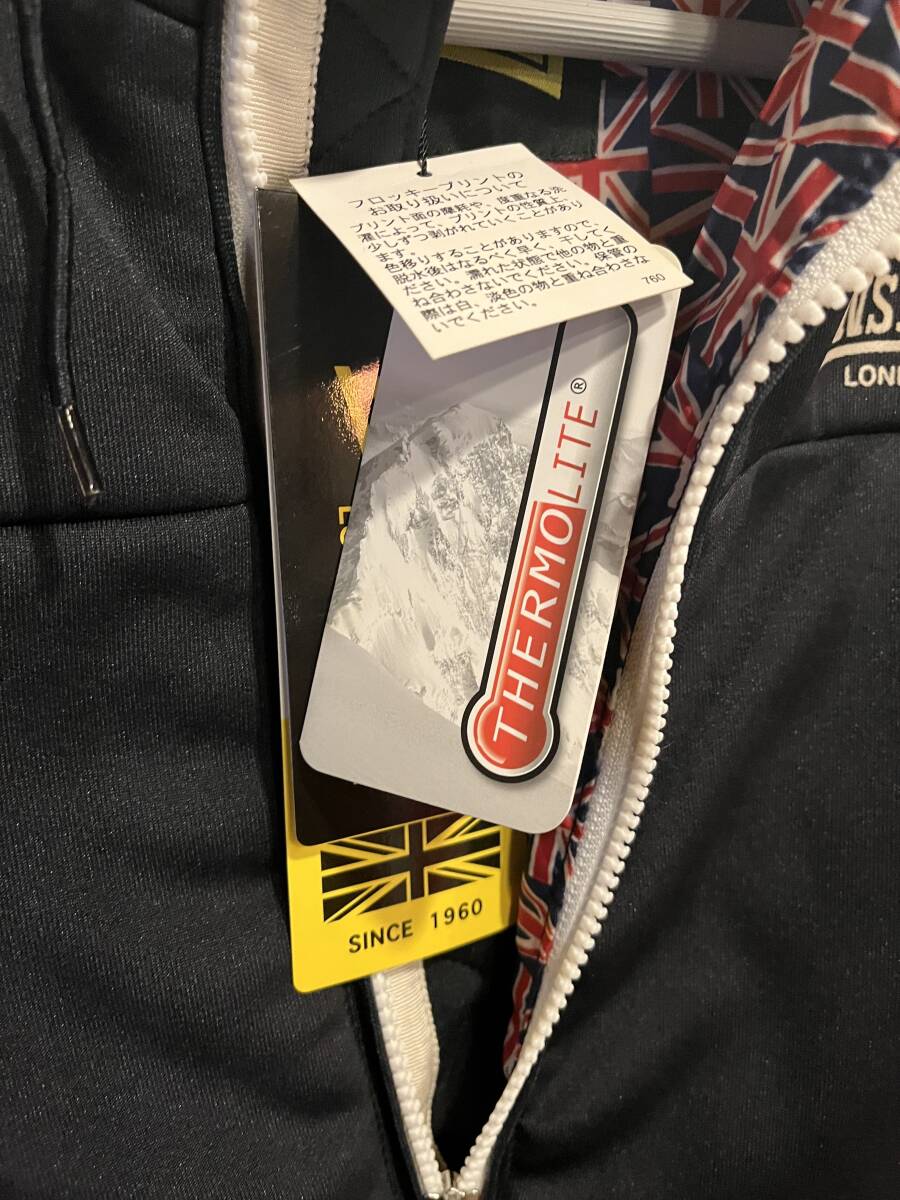 フロッキープリントの
お取り扱いについて
プリント面の摩耗や、度重なる洗
濯によって、プリントの性質上、
少しずつ剥がれていくことがあり
ます。
色移りすることがありますので
脱水後はなるべく早く、干してく
ださい。濡れた状態で他の物と重
ね合わさないでください。保管の
際は白、淡色の物と重ね合わさな
いでください。
760
THERMOLITE®
SINCE 1960